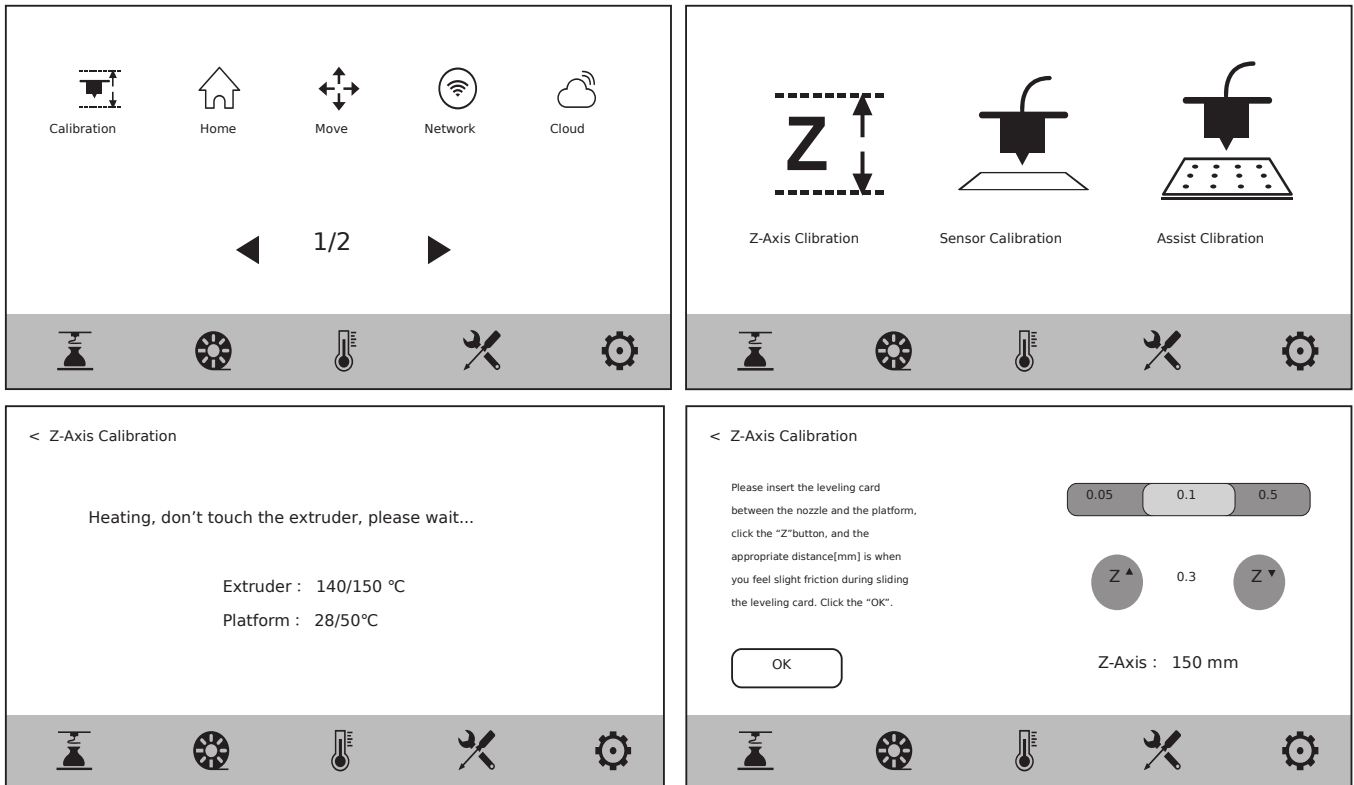 Calibration
Home
Move
Network
Cloud
1/2
Z
Z-Axis Clibration
Sensor Calibration
Assist Clibration
< Z-Axis Calibration
Heating, don’t touch the extruder, please wait...
Extruder : 140/150 ℃
Platform : 28/50℃
< Z-Axis Calibration
Please insert the leveling card
between the nozzle and the platform,
click the “Z”button, and the
appropriate distance[mm] is when
you feel slight friction during sliding
the leveling card. Click the “OK”.
OK
0.05 0.1 0.5
Z▲ 0.3 Z▼
Z-Axis : 150 mm